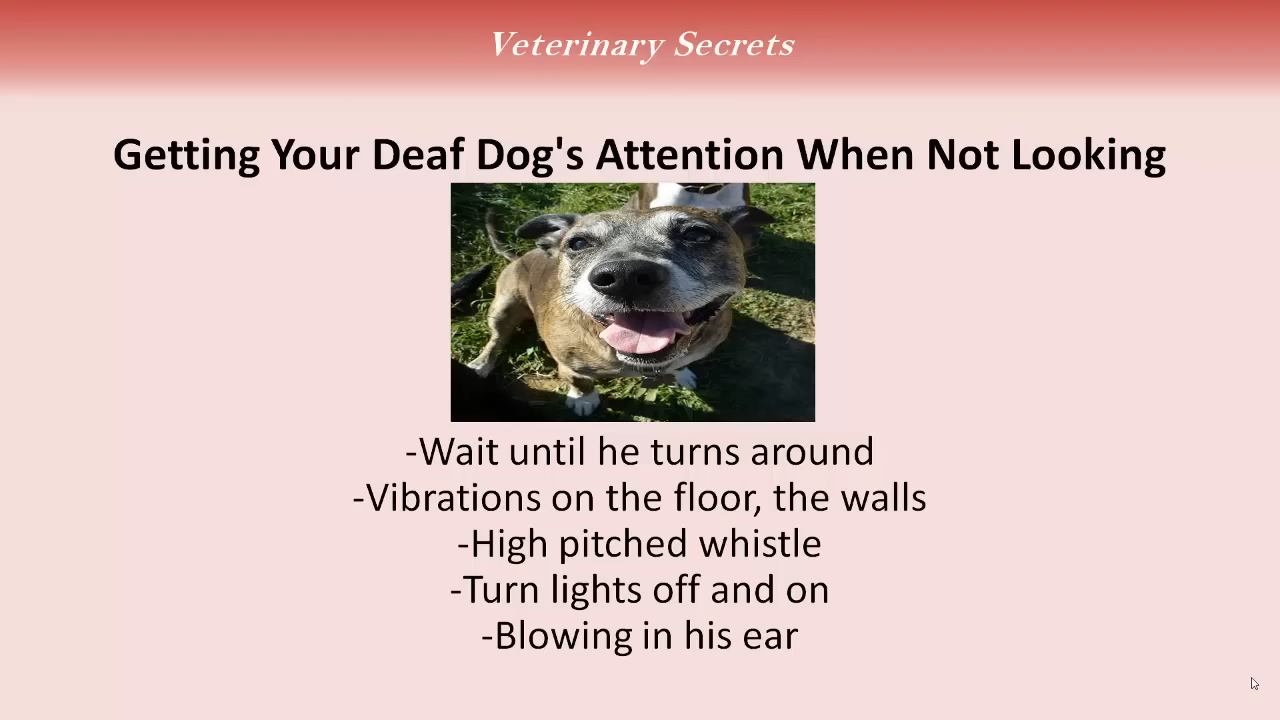 Veterinary Secrets
Getting Your Deaf Dog's Attention When Not Looking
-Wait until he turns around
-Vibrations on the floor, the walls
-High pitched whistle
-Turn lights off and on
-Blowing in his ear